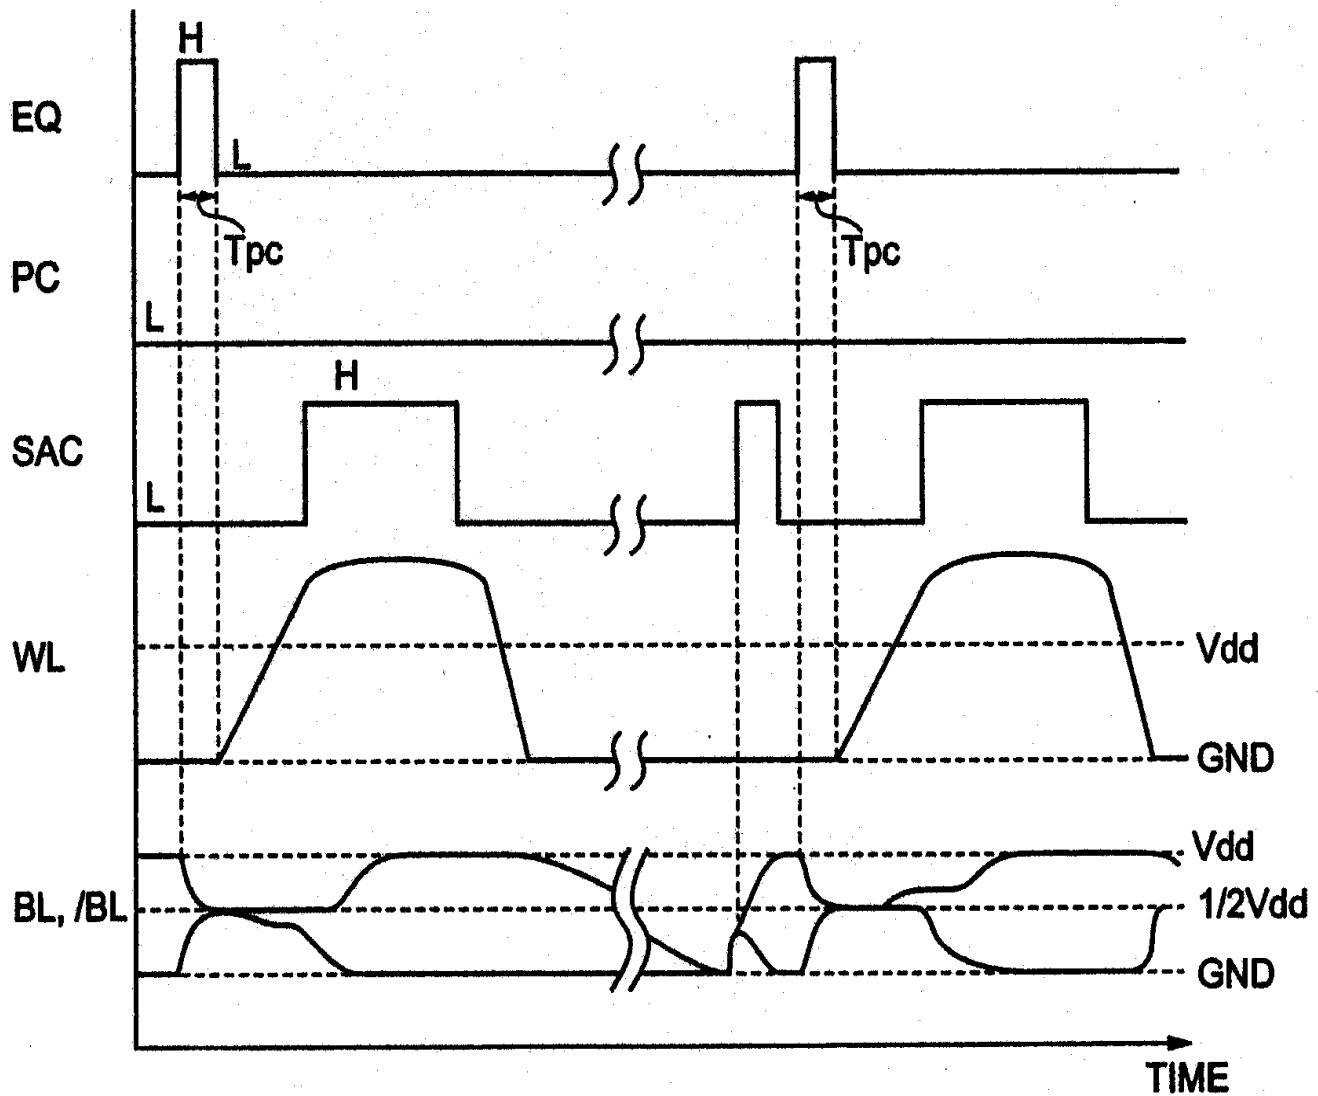 H
EQ
L
Tpc
Tpc
PC
L
H
SAC
L
WL
Vdd
GND
Vdd
BL, /BL
1/2Vdd
GND
TIME